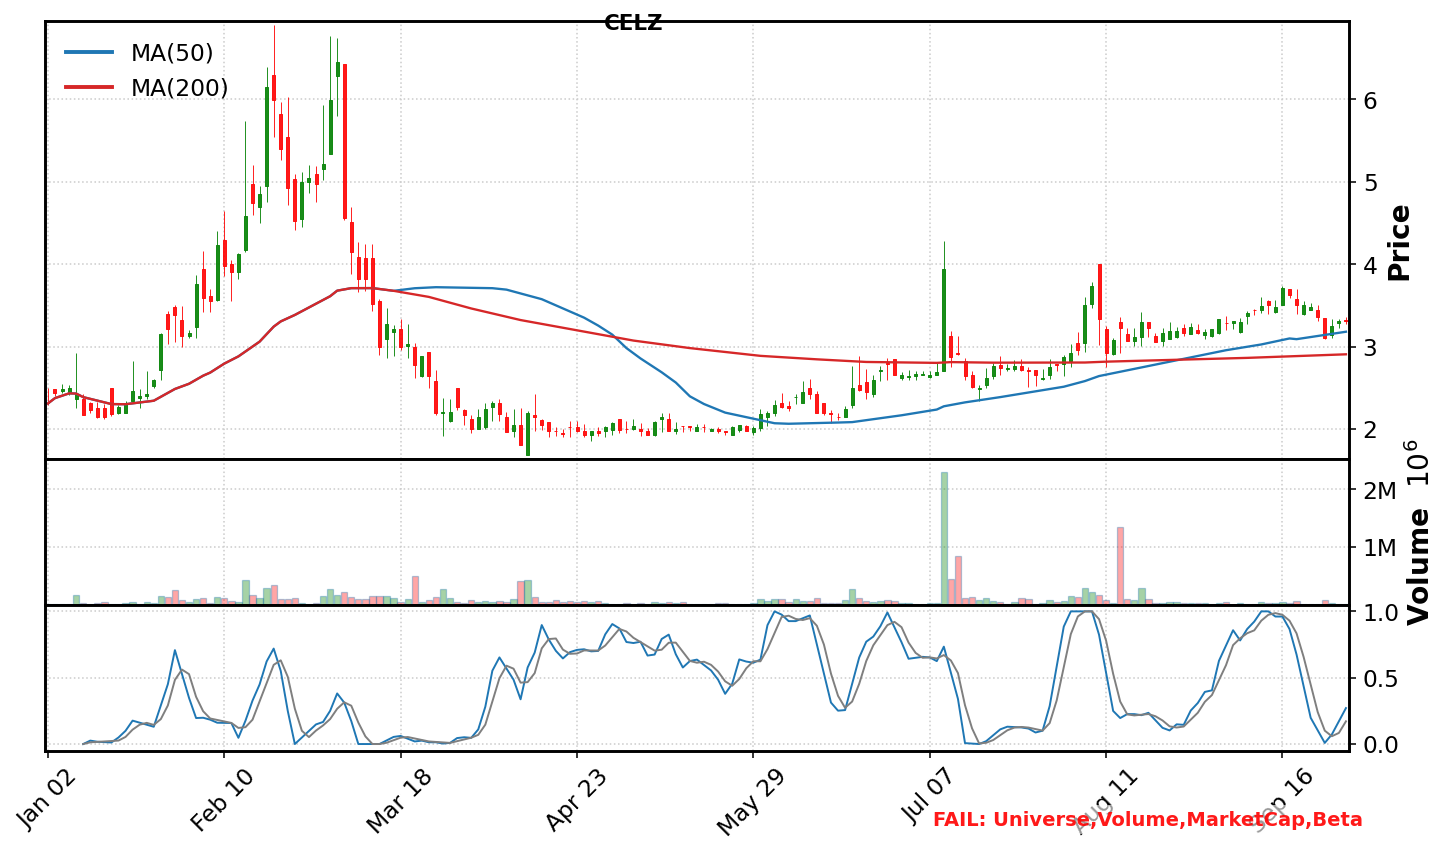 CELZ
MA(50)
MA(200)
6
5
4
3
2
Price
2M
1M
Volume 10⁶
1.0
0.5
0.0
Jan 02
Feb 10
Mar 18
Apr 23
May 29
Jul 07
Aug 11
Sep 16
FAIL: Universe,Volume,MarketCap,Beta